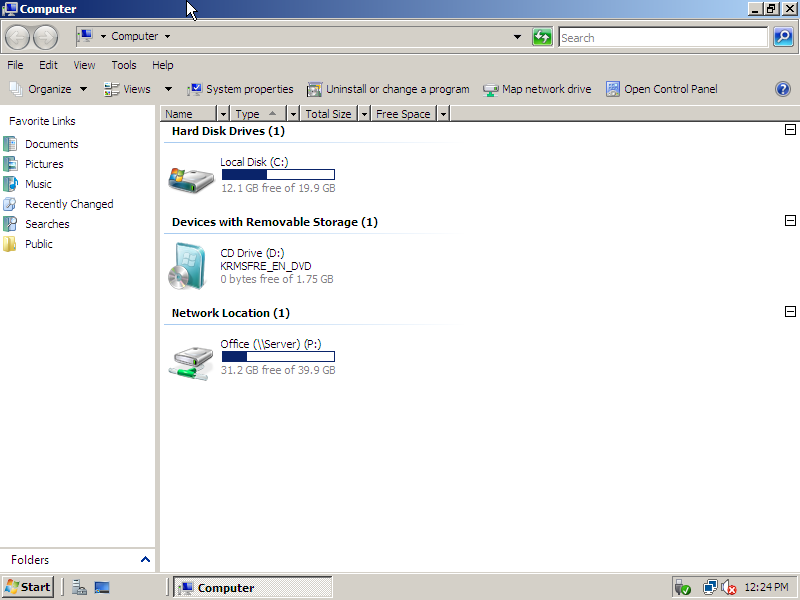 Computer
Computer
Search
File Edit View Tools Help
Organize Views System properties Uninstall or change a program Map network drive Open Control Panel
Favorite Links
Documents
Pictures
Music
Recently Changed
Searches
Public
Folders
Name Type Total Size Free Space
Hard Disk Drives (1)
Local Disk (C:)
12.1 GB free of 19.9 GB
Devices with Removable Storage (1)
CD Drive (D:)
KRMSFRE_EN_DVD
0 bytes free of 1.75 GB
Network Location (1)
Office (\\Server) (P:)
31.2 GB free of 39.9 GB
Start Computer 12:24 PM